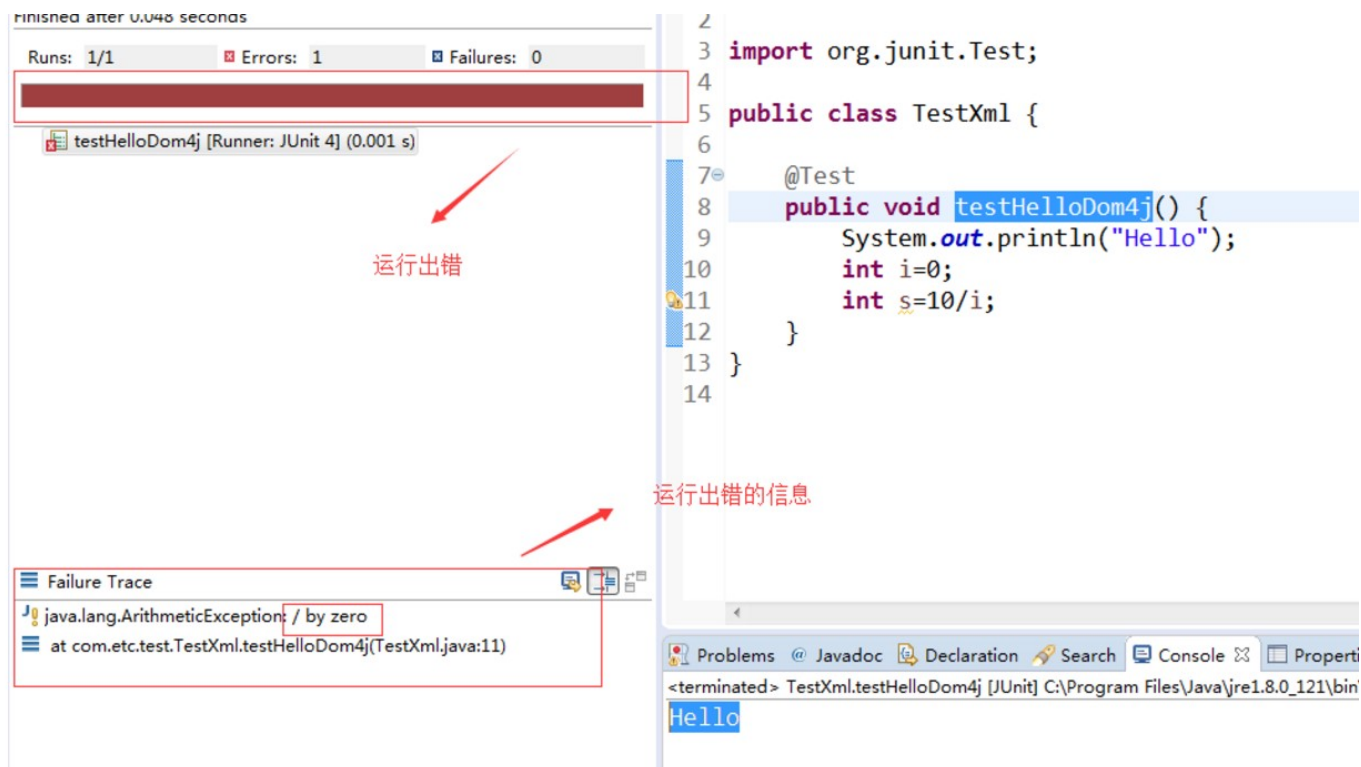 Finished after 0.048 seconds
Runs: 1/1 Errors: 1 Failures: 0
testHelloDom4j [Runner: JUnit 4] (0.001 s)
运行出错
2
3 import org.junit.Test;
4
5 public class TestXml {
6
7 @Test
8 public void testHelloDom4j() {
9 System.out.println("Hello");
10 int i=0;
11 int s=10/i;
12 }
13 }
14
运行出错的信息
Failure Trace
java.lang.ArithmeticException: / by zero
at com.etc.test.TestXml.testHelloDom4j(TestXml.java:11)
Problems @ Javadoc Declaration Search Console Properti
<terminated> TestXml.testHelloDom4j [JUnit] C:\Program Files\Java\jre1.8.0_121\bin
Hello